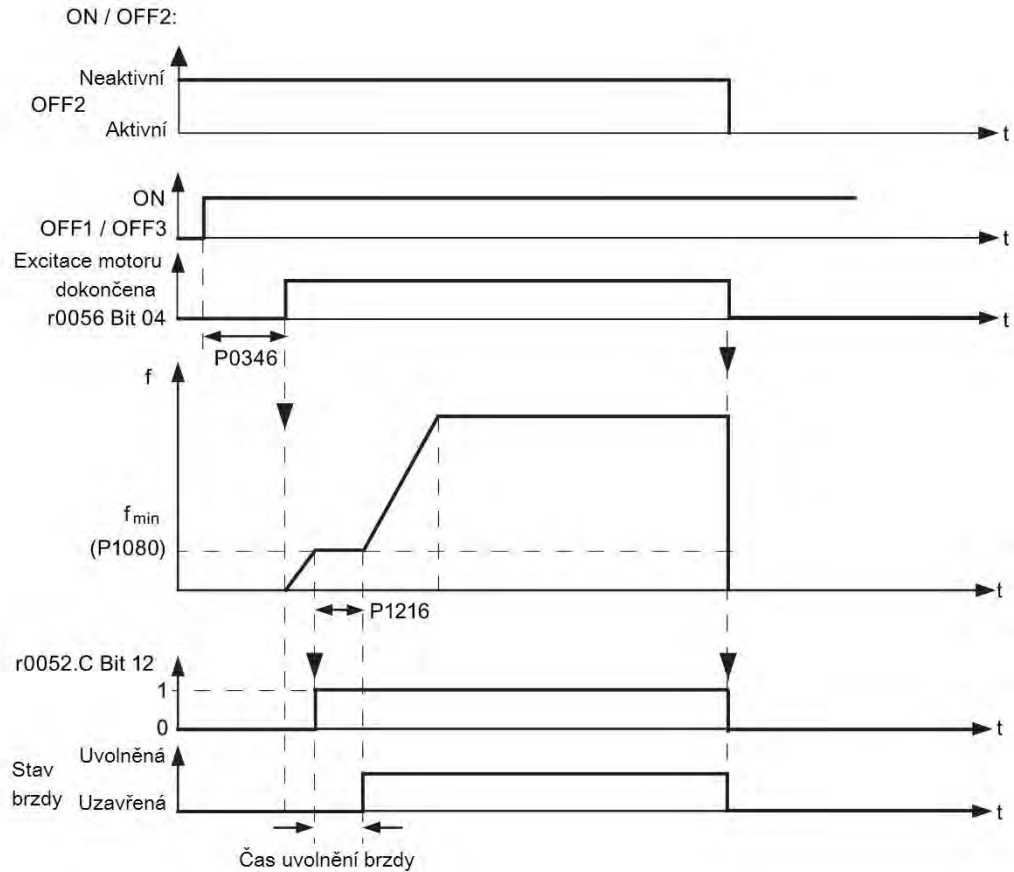 ON / OFF2:
Neaktivní
OFF2
Aktivní
t
ON
OFF1 / OFF3
t
Excitace motoru
dokončena
r0056 Bit 04
t
P0346
f
fmin
(P1080)
t
P1216
r0052.C Bit 12
1
0
t
Uvolněná
Stav
brzdy
Uzavřená
t
Čas uvolnění brzdy